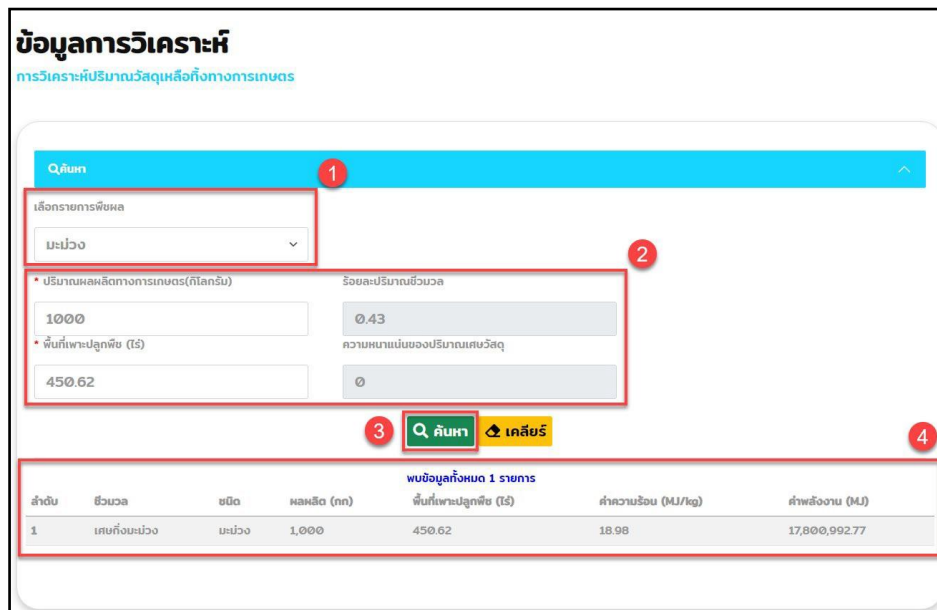 ข้อมูลการวิเคราะห์
การวิเคราะห์ปริมาณวัสดุเหลือทิ้งทางการเกษตร
ค้นหา
1
เลือกรายการพืชผล
มะม่วง
2
* ปริมาณผลผลิตทางการเกษตร(กิโลกรัม) ร้อยละปริมาณชีวมวล
1000 0.43
* พื้นที่เพาะปลูกพืช (ไร่) ความหนาแน่นของปริมาณเศษวัสดุ
450.62 0
3 ค้นหา เคลียร์ 4
พบข้อมูลทั้งหมด 1 รายการ
ลำดับ ชีวมวล ชนิด ผลผลิต (กก) พื้นที่เพาะปลูกพืช (ไร่) ค่าความร้อน (MJ/kg) ค่าพลังงาน (MJ)
1 เศษกิ่งมะม่วง มะม่วง 1,000 450.62 18.98 17,800,992.77